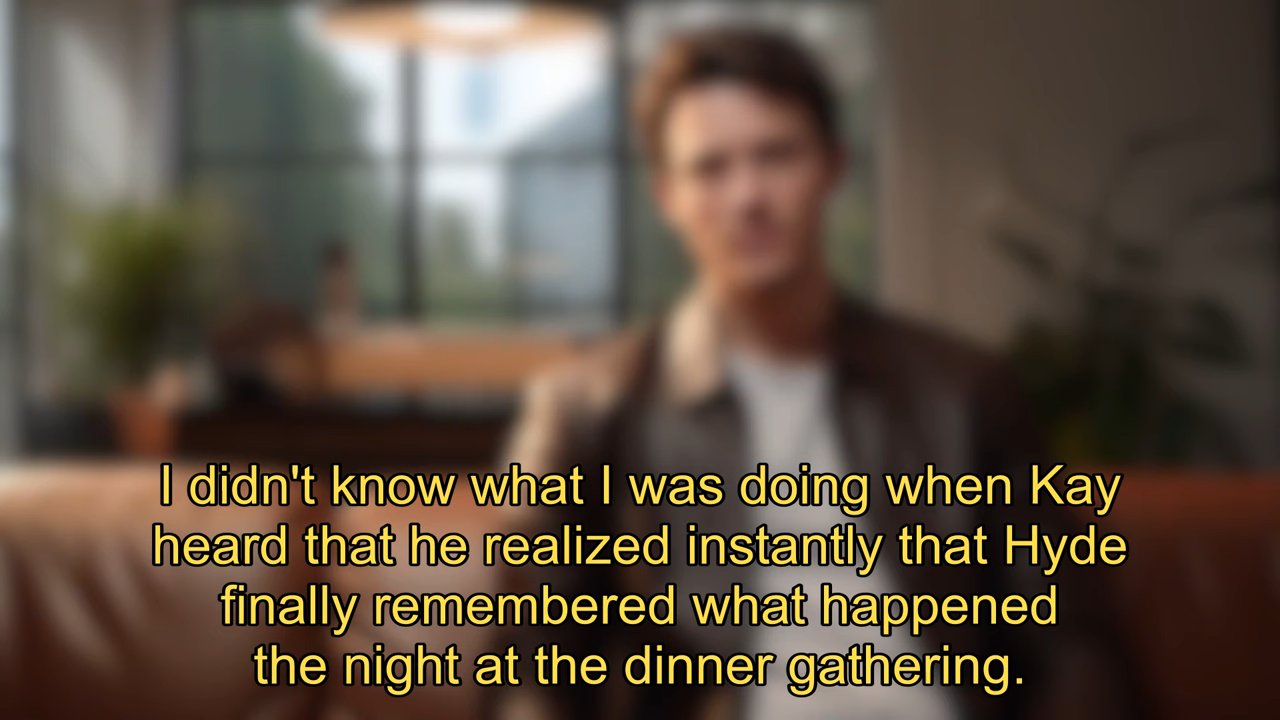 I didn't know what I was doing when Kay
heard that he realized instantly that Hyde
finally remembered what happened
the night at the dinner gathering.